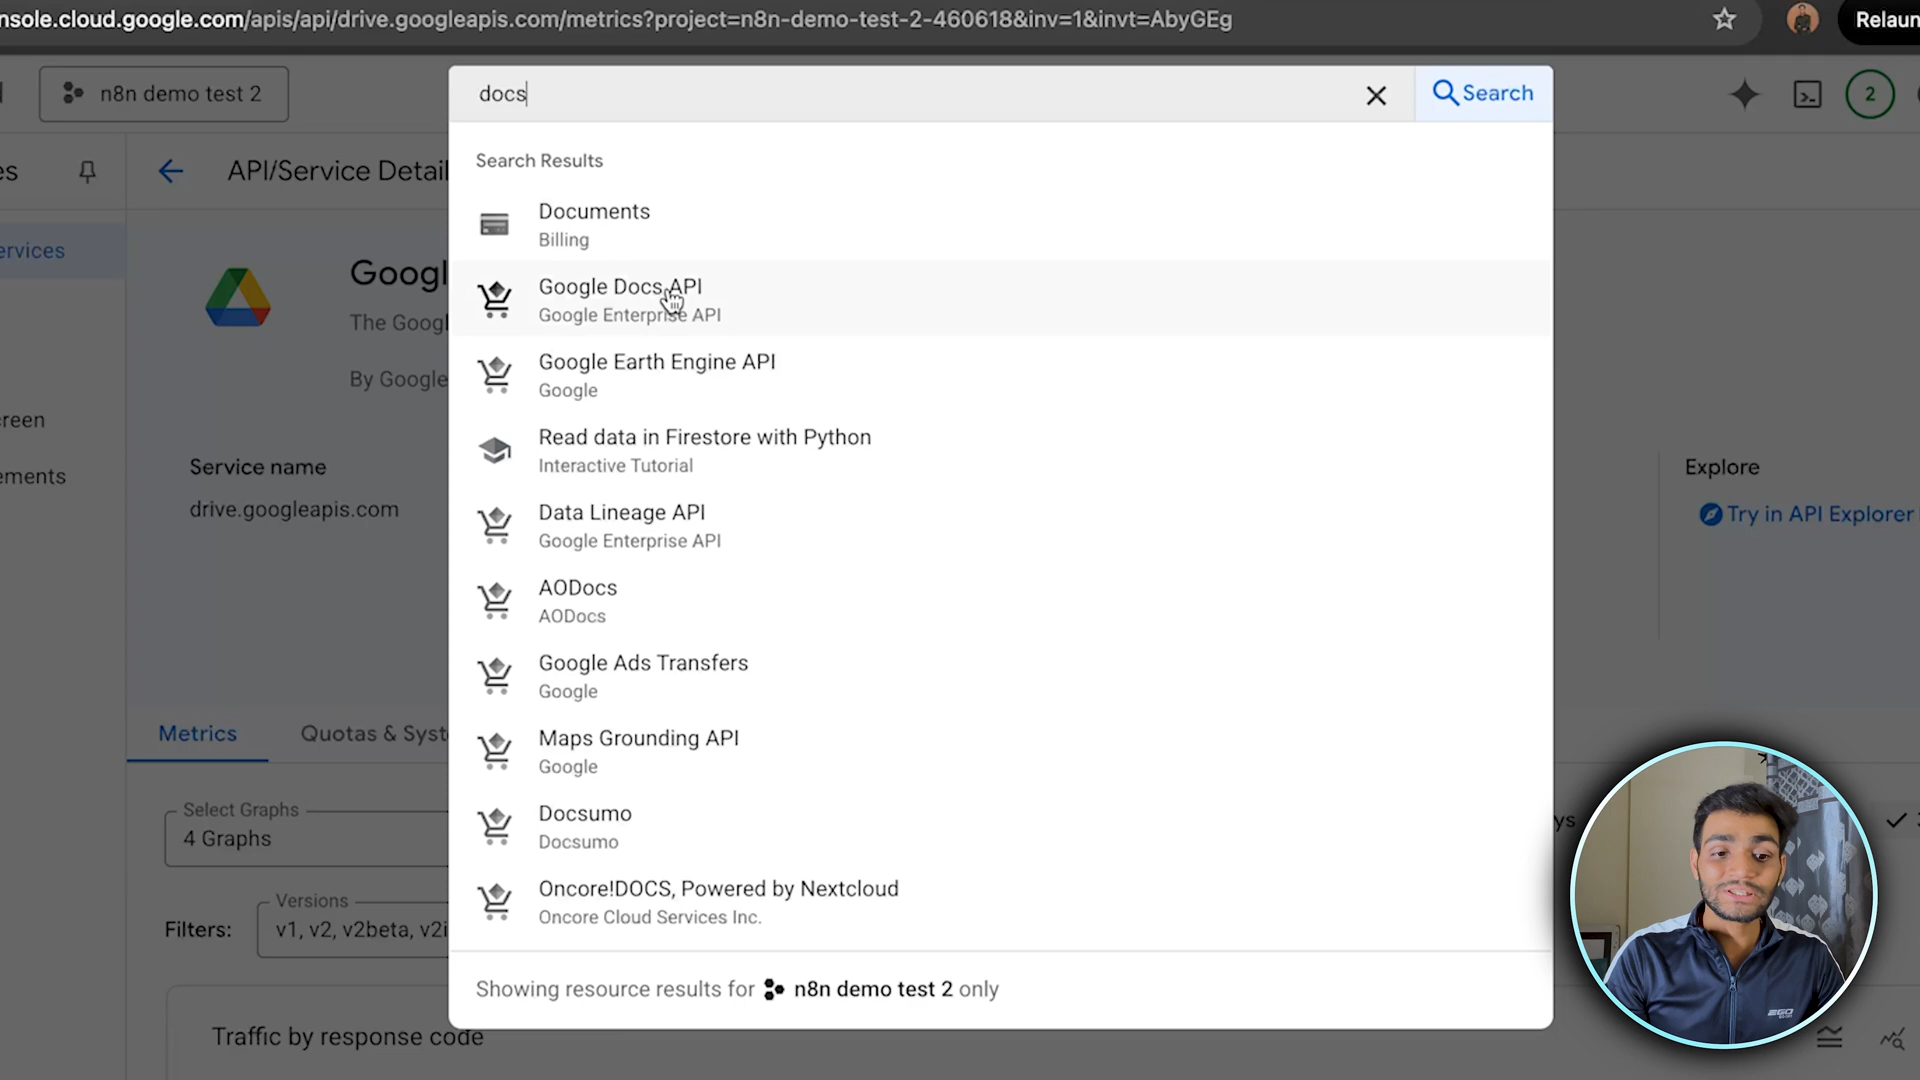 nsole.cloud.google.com/apis/api/drive.googleapis.com/metrics?project=n8n-demo-test-2-460618&inv=1&invt=AbyGEg
Relaun
n8n demo test 2
docs
Search
2
es
API/Service Detail
Search Results
Documents
Billing
ervices
Googl
The Googl
By Google
Google Docs API
Google Enterprise API
Google Earth Engine API
Google
reen
ements
Read data in Firestore with Python
Interactive Tutorial
Service name
drive.googleapis.com
Explore
Try in API Explorer
Data Lineage API
Google Enterprise API
AODocs
AODocs
Google Ads Transfers
Google
Metrics
Quotas & Syst
Maps Grounding API
Google
Select Graphs
4 Graphs
Docsumo
Docsumo
ys
Versions
Filters:
v1, v2, v2beta, v2i
Oncore!DOCS, Powered by Nextcloud
Oncore Cloud Services Inc.
Showing resource results for n8n demo test 2 only
Traffic by response code